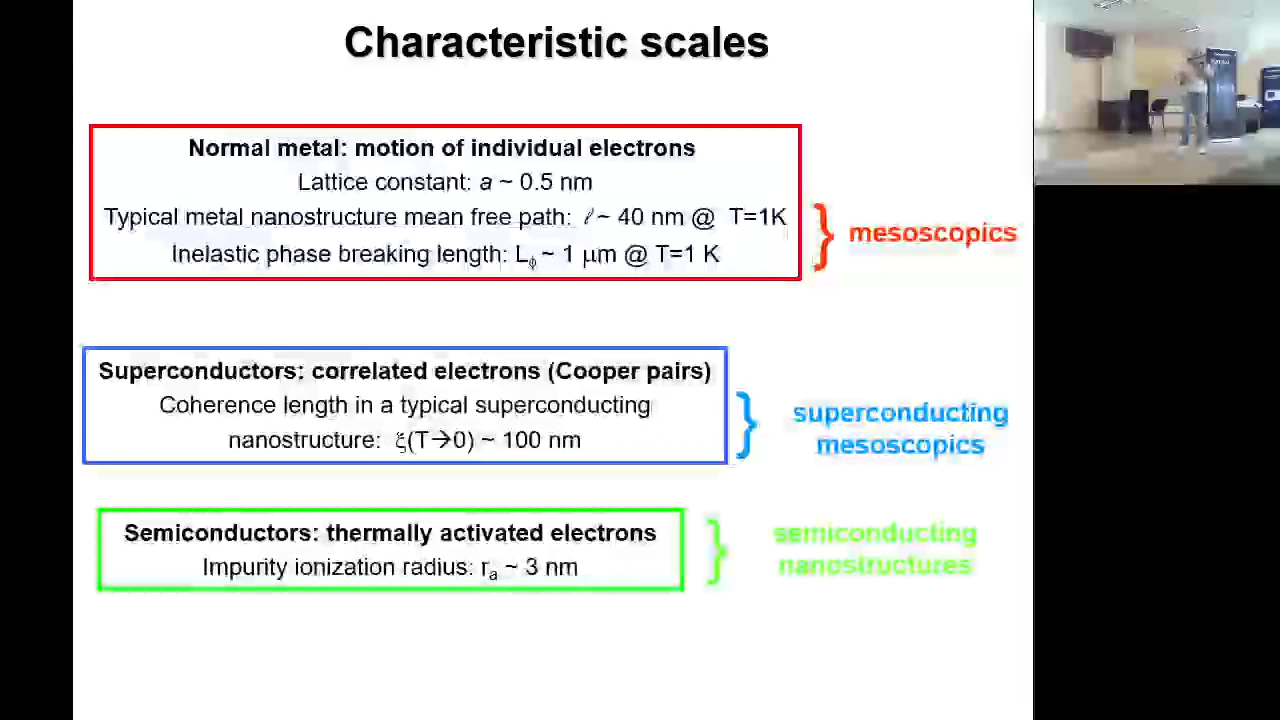 Characteristic scales
Normal metal: motion of individual electrons
Lattice constant: a ~ 0.5 nm
Typical metal nanostructure mean free path: ℓ ~ 40 nm @ T=1K
Inelastic phase breaking length: Lϕ ~ 1 μm @ T=1 K
} mesoscopics
Superconductors: correlated electrons (Cooper pairs)
Coherence length in a typical superconducting
nanostructure: ξ(T→0) ~ 100 nm
} superconducting
mesoscopics
Semiconductors: thermally activated electrons
Impurity ionization radius: ra ~ 3 nm
} semiconducting
nanostructures